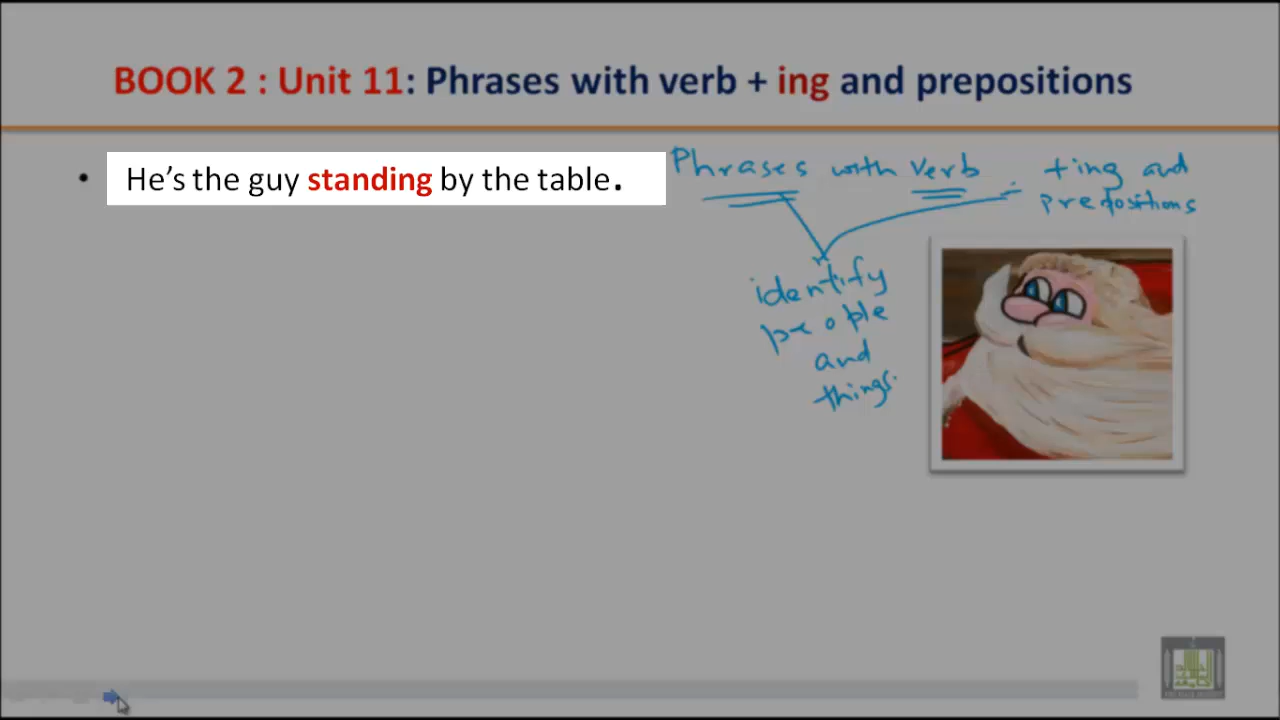 BOOK 2 : Unit 11: Phrases with verb + ing and prepositions
• He's the guy standing by the table.
Phrases with verb +ing and
prepositions
identify
people
and
things.